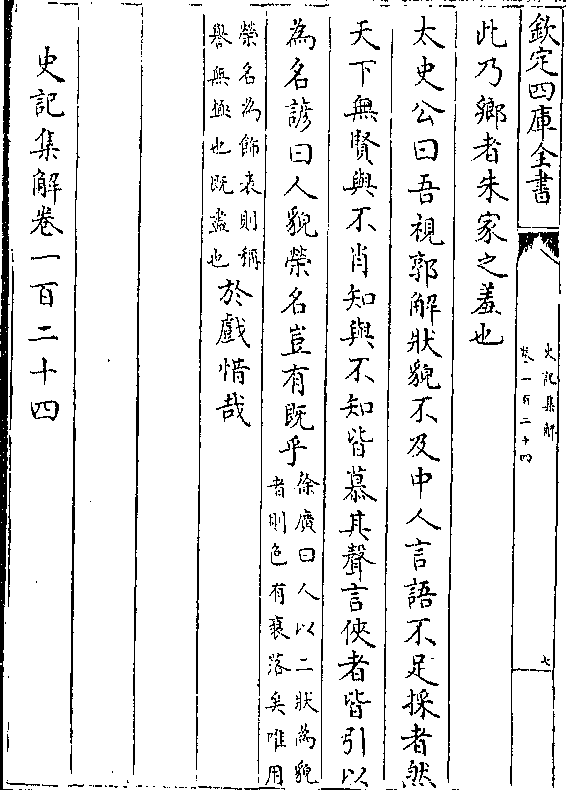 欽定四庫全書
史記集解
卷一百二十四
七
此乃鄉者朱家之羞也
太史公曰吾視郭解狀貌不及中人言語不足採者然
天下無賢與不肖知與不知皆慕其聲言俠者皆引以
為名諺曰人貌榮名豈有既乎
徐廣曰人以二狀為貌
者則色有衰落矣唯用
榮名為飾表則稱
譽無極也既盡也
於戲惜哉
史記集解卷一百二十四